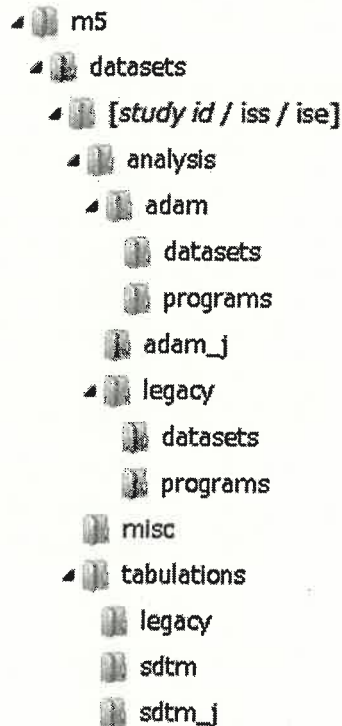 m5
datasets
[study id / iss / ise]
analysis
adam
datasets
programs
adam_j
legacy
datasets
programs
misc
tabulations
legacy
sdtm
sdtm_j